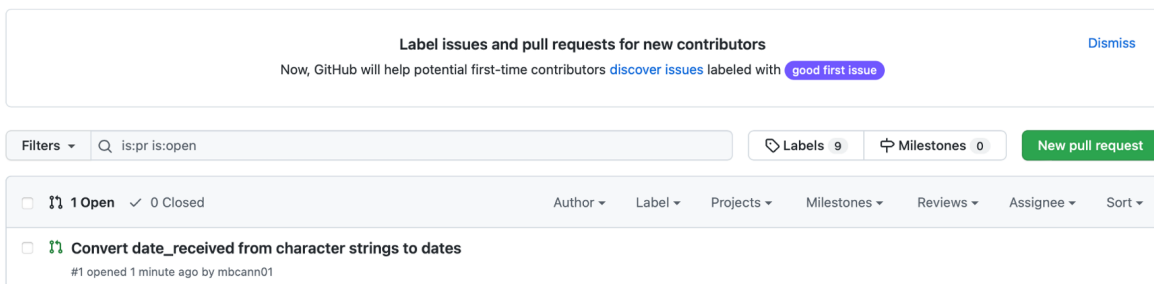 Label issues and pull requests for new contributors
Dismiss
Now, GitHub will help potential first-time contributors discover issues labeled with good first issue
Filters is:pr is:open Labels 9 Milestones 0 New pull request
1 Open 0 Closed Author Label Projects Milestones Reviews Assignee Sort
Convert date_received from character strings to dates
#1 opened 1 minute ago by mbcann01